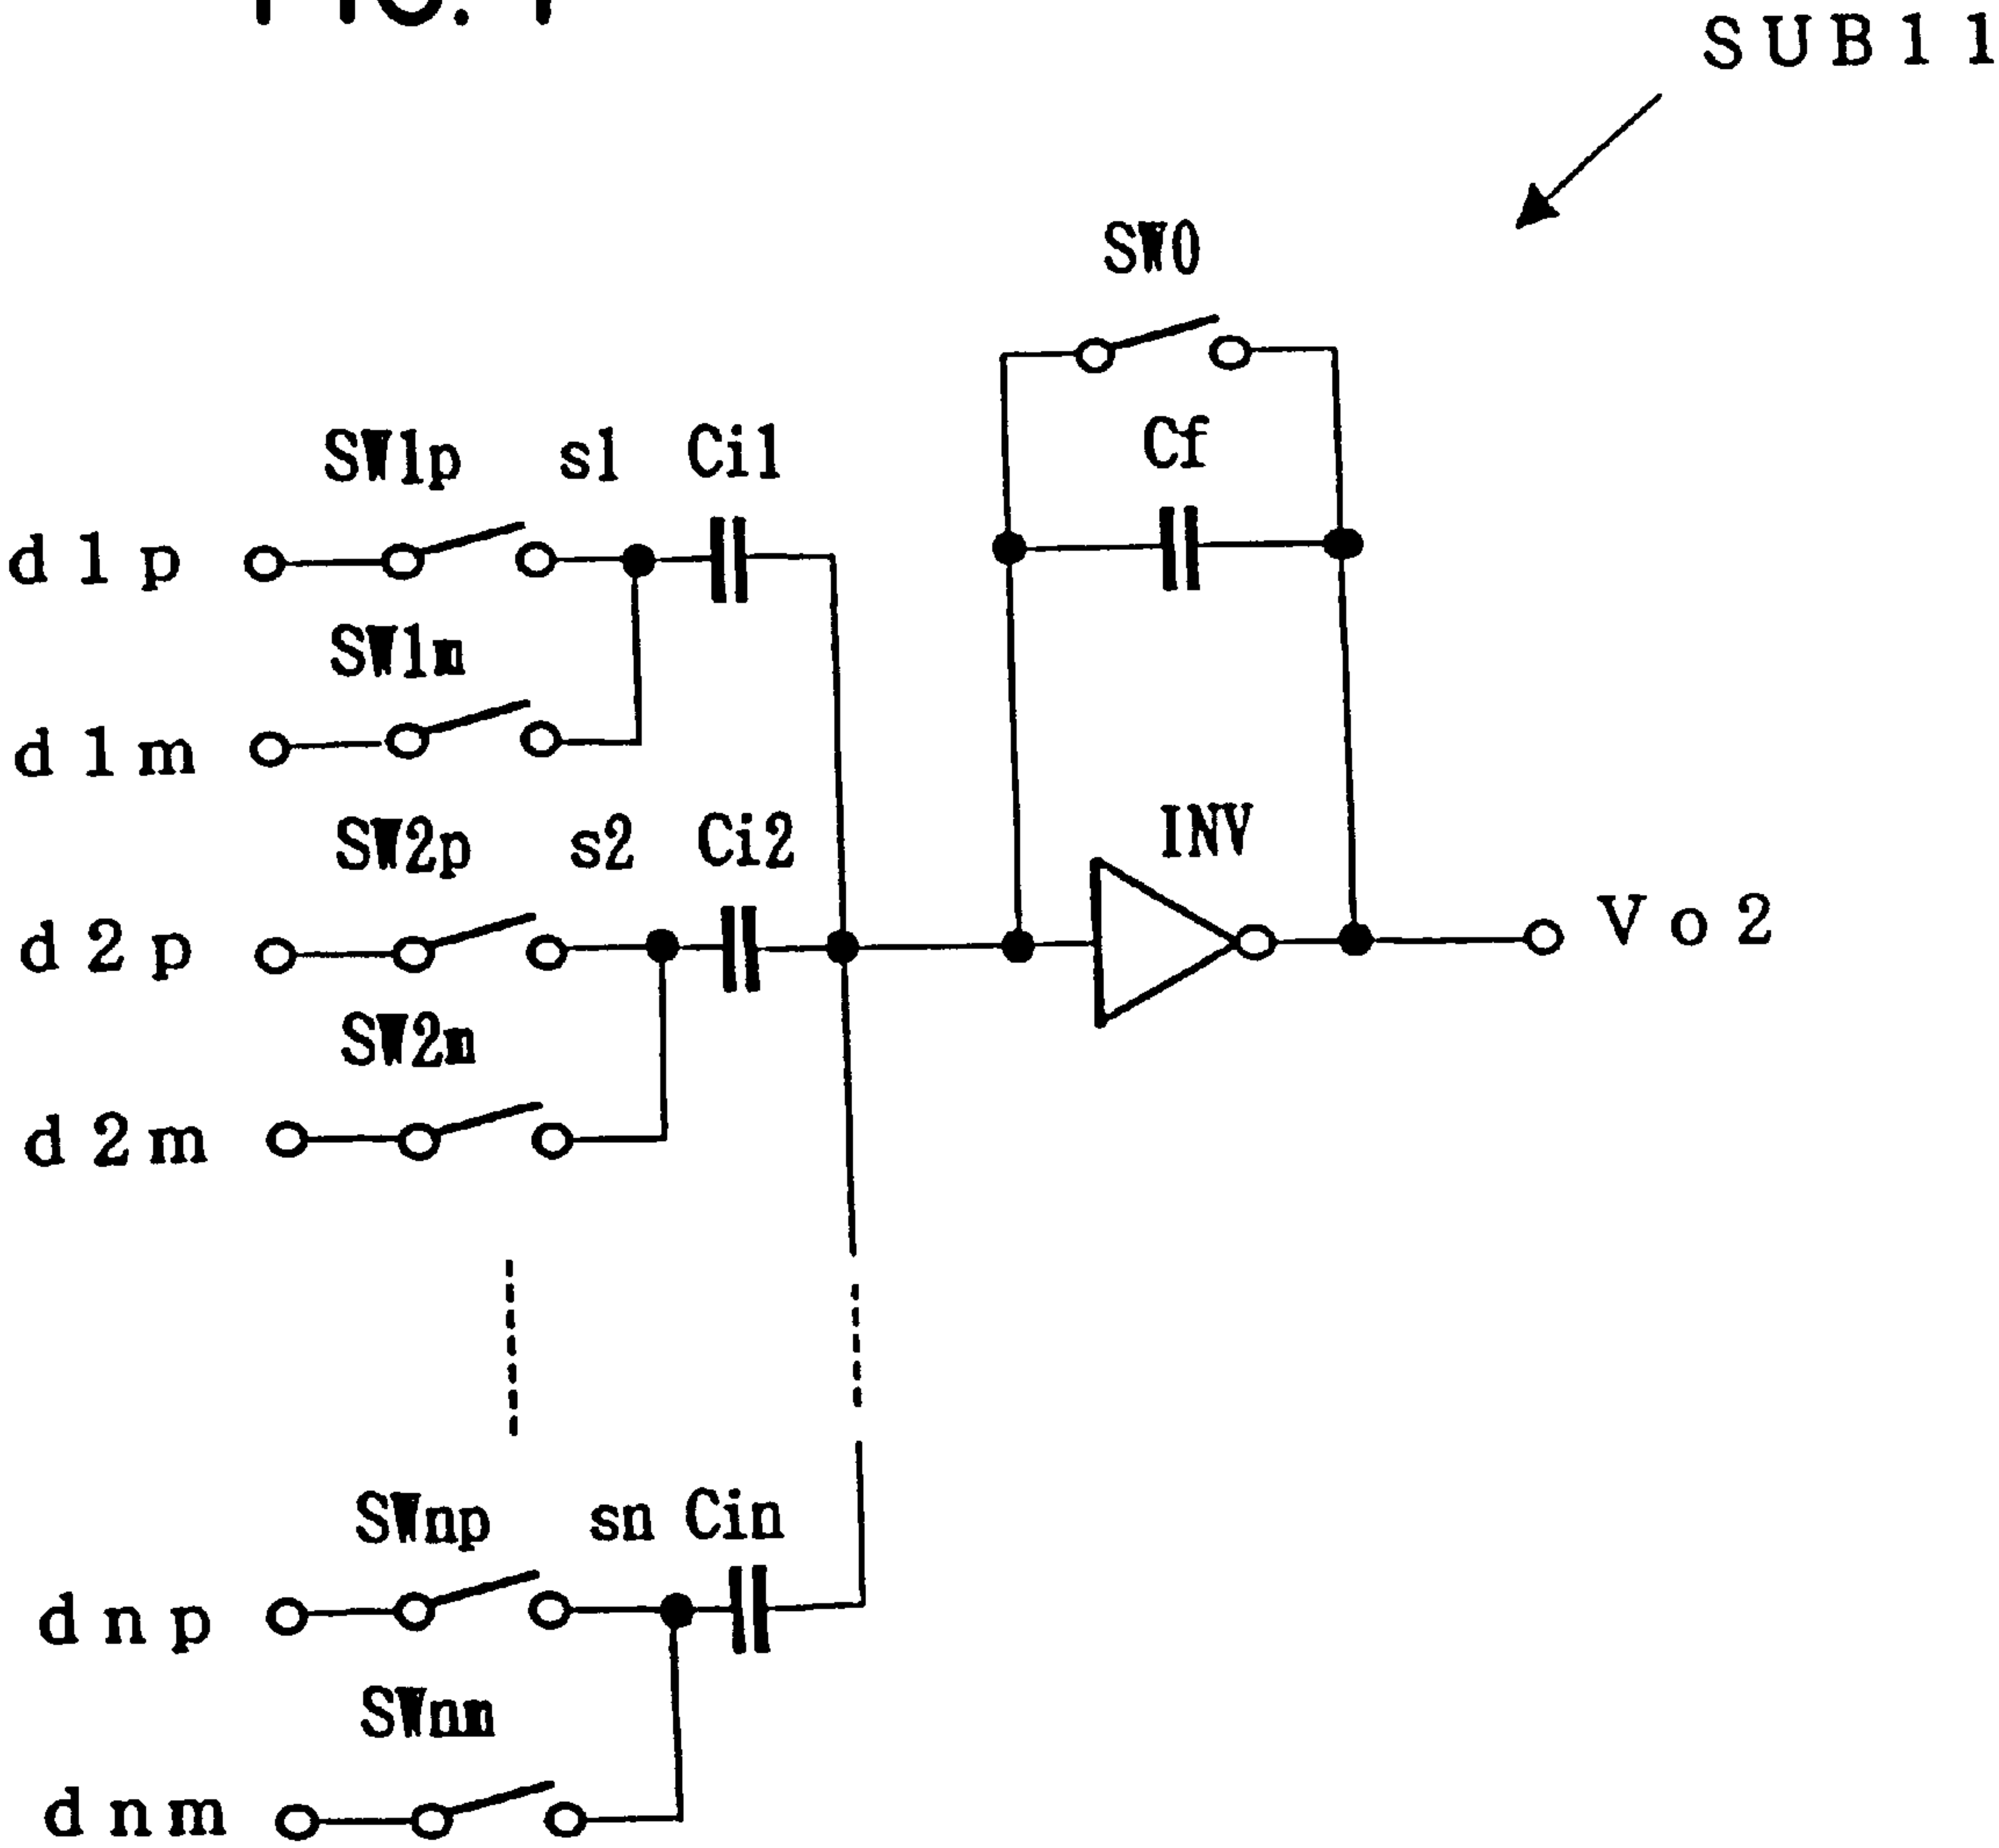 SUB11
SW0
Cf
SW1p s1 Ci1
d1p
SW1m
d1m
SW2p s2 Ci2
INV
d2p
Vo2
SW2m
d2m
SWnp sn Cin
dnp
SWnm
dnm